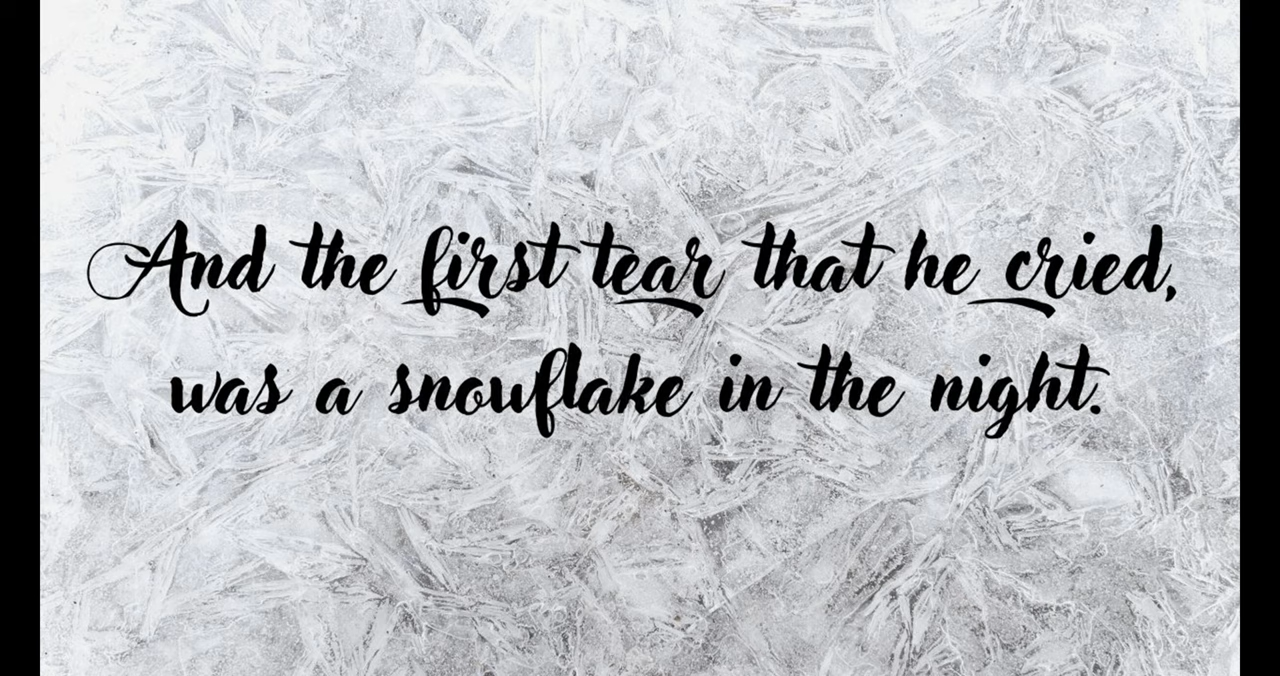 And the first tear that he cried,
was a snowflake in the night.